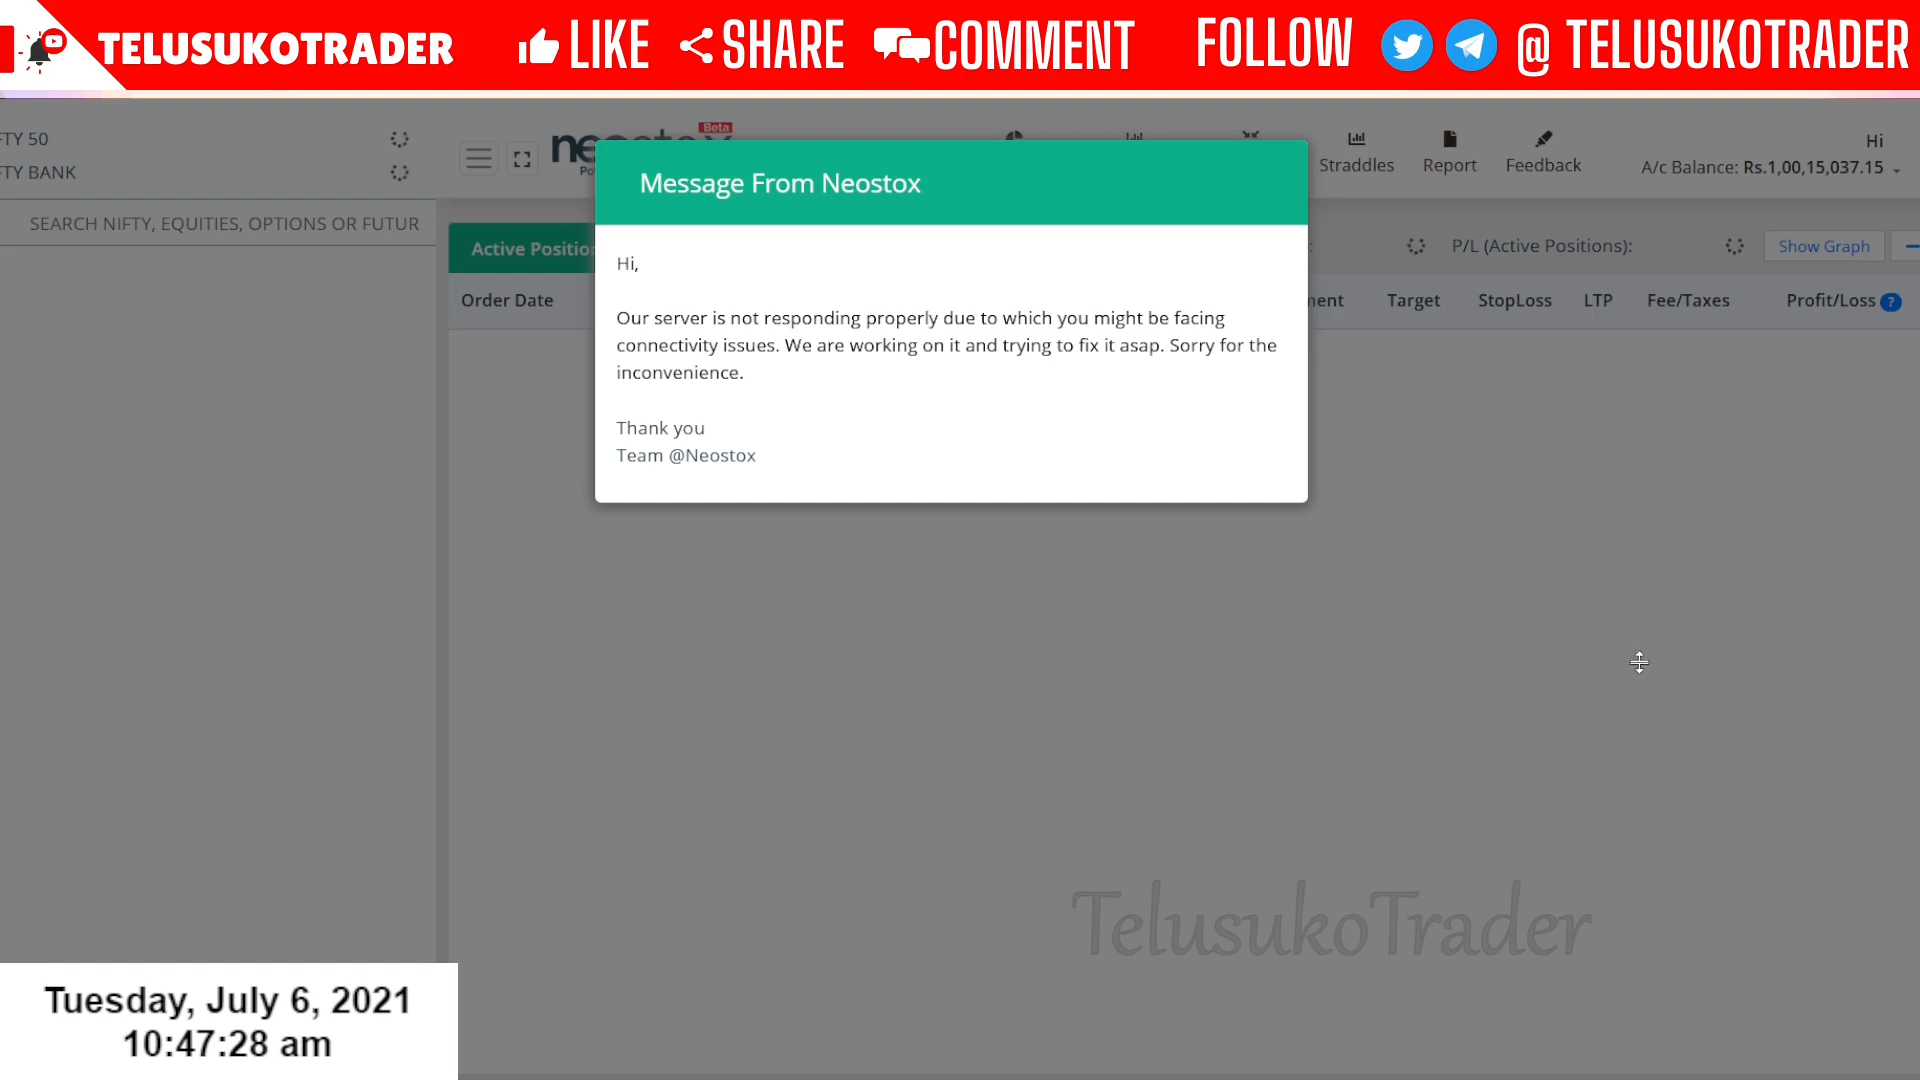 TELUSUKOTRADER LIKE SHARE COMMENT FOLLOW @ TELUSUKOTRADER
FTY 50
FTY BANK
SEARCH NIFTY, EQUITIES, OPTIONS OR FUTUR
Beta
Straddles Report Feedback
Hi
A/c Balance: Rs.1,00,15,037.15
Message From Neostox
Hi,
Our server is not responding properly due to which you might be facing
connectivity issues. We are working on it and trying to fix it asap. Sorry for the
inconvenience.
Thank you
Team @Neostox
Active Positio
P/L (Active Positions): Show Graph
Order Date Target StopLoss LTP Fee/Taxes Profit/Loss ?
TelusukoTrader
Tuesday, July 6, 2021
10:47:28 am